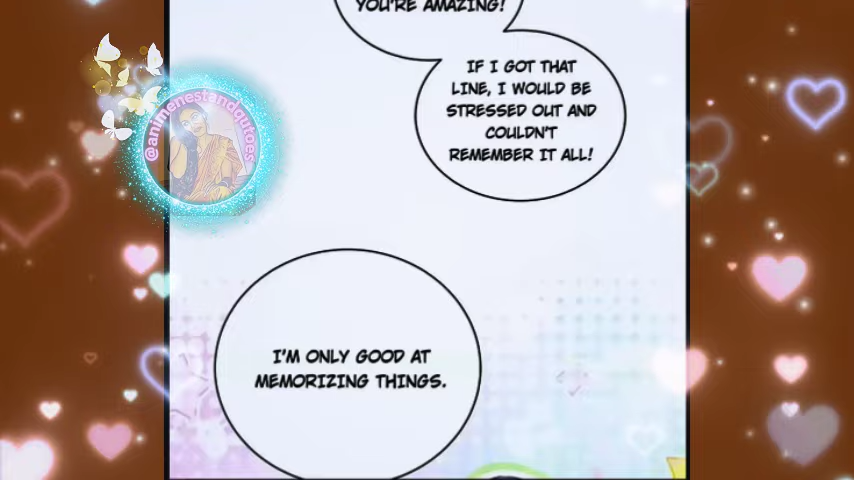 YOU'RE AMAZING!
IF I GOT THAT
LINE, I WOULD BE
STRESSED OUT AND
COULDN'T
REMEMBER IT ALL!
@animenestandqutoes
I'M ONLY GOOD AT
MEMORIZING THINGS.